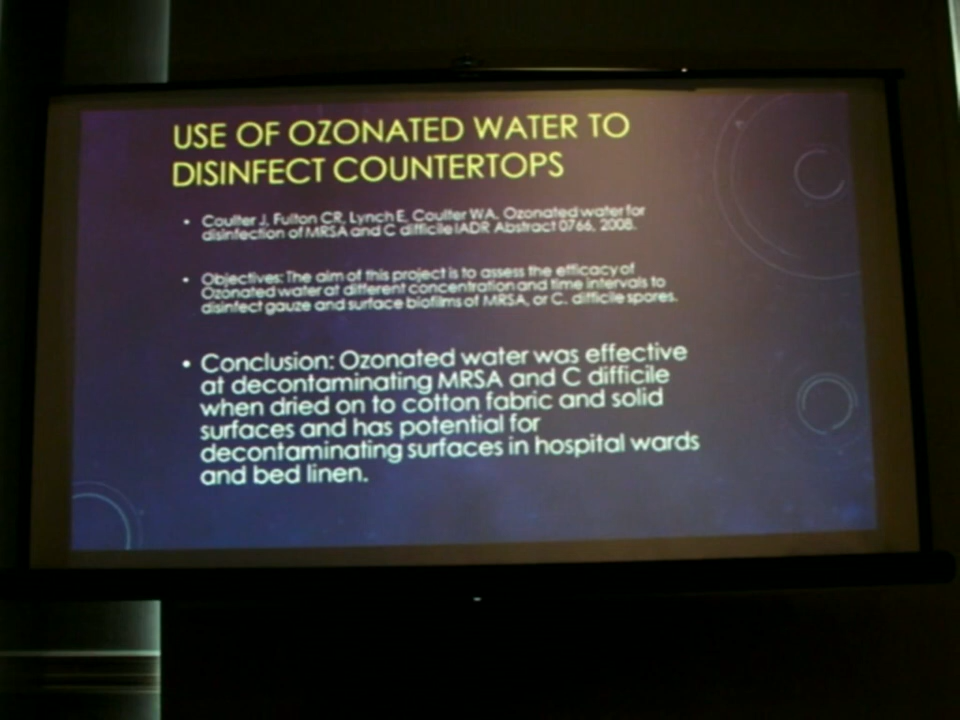 USE OF OZONATED WATER TO
DISINFECT COUNTERTOPS
• Coulter J, Fulton CR, Lynch E, Coulter WA. Ozonated water for
disinfection of MRSA and C difficile IADR Abstract 0766, 2008.
• Objectives: The aim of this project is to assess the efficacy of
Ozonated water at different concentration and time intervals to
disinfect gauze and surface biofilms of MRSA, or C. difficile spores.
• Conclusion: Ozonated water was effective
at decontaminating MRSA and C difficile
when dried on to cotton fabric and solid
surfaces and has potential for
decontaminating surfaces in hospital wards
and bed linen.